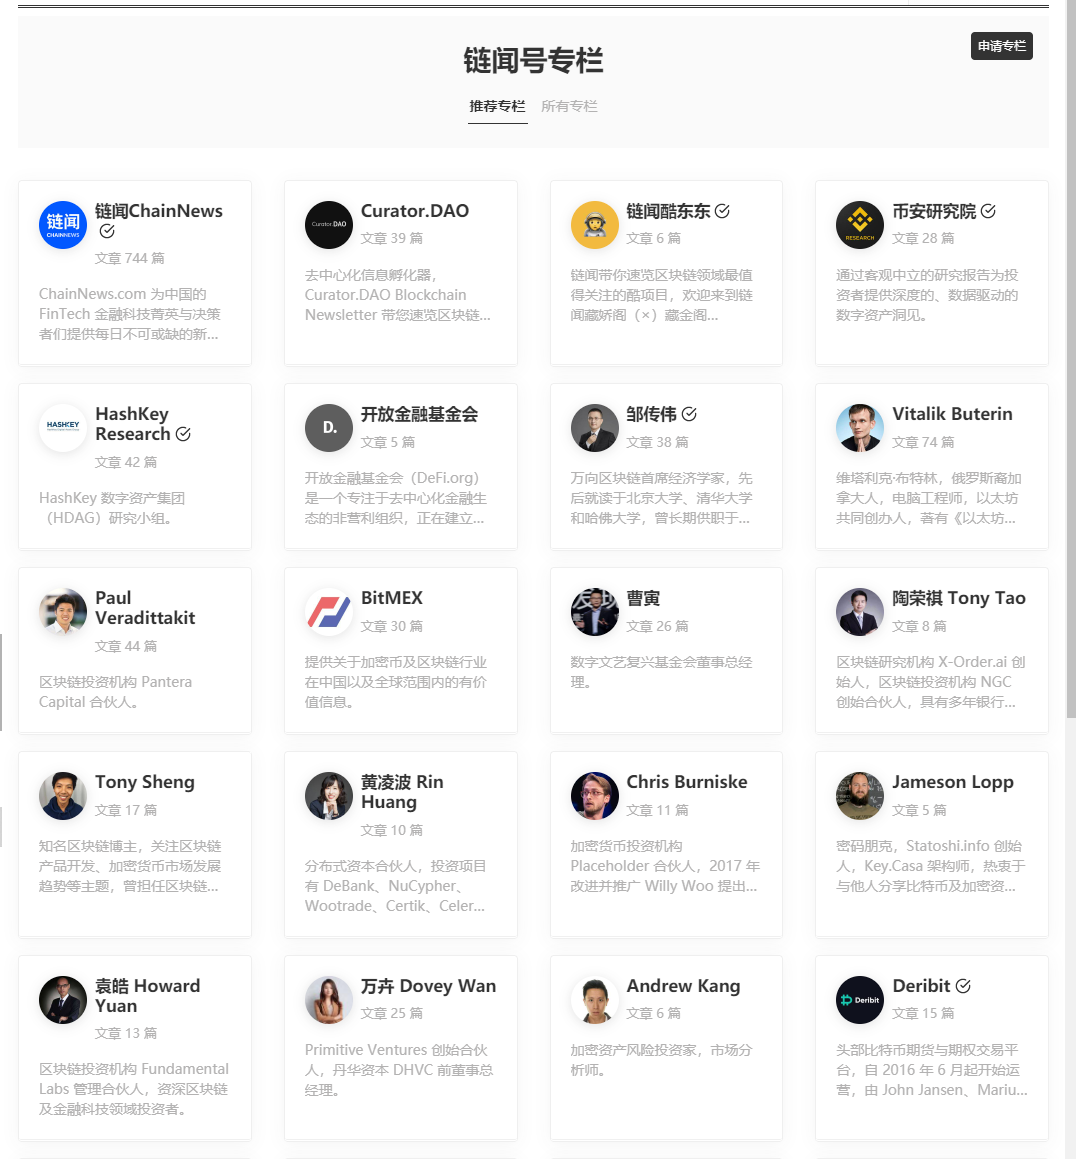 链闻号专栏
申请专栏
推荐专栏 所有专栏
链闻
CHAINNEWS
链闻ChainNews
文章 744 篇
ChainNews.com 为中国的
FinTech 金融科技菁英与决策
者们提供每日不可或缺的新...
Curator.DAO
Curator.DAO
文章 39 篇
去中心化信息孵化器，
Curator.DAO Blockchain
Newsletter 带您速览区块链...
链闻酷东东
文章 6 篇
链闻带你速览区块链领域最值
得关注的酷项目，欢迎来到链
闻藏娇阁（×）藏金阁...
RESEARCH
币安研究院
文章 28 篇
通过客观中立的研究报告为投
资者提供深度的、数据驱动的
数字资产洞见。
HASHKEY
HashKey
Research
文章 42 篇
HashKey 数字资产集团
（HDAG）研究小组。
D.
开放金融基金会
文章 5 篇
开放金融基金会（DeFi.org）
是一个专注于去中心化金融生
态的非营利组织，正在建立...
邹传伟
文章 38 篇
万向区块链首席经济学家，先
后就读于北京大学、清华大学
和哈佛大学，曾长期供职于...
Vitalik Buterin
文章 74 篇
维塔利克·布特林，俄罗斯裔加
拿大人，电脑工程师，以太坊
共同创办人，著有《以太坊...
Paul
Veradittakit
文章 44 篇
区块链投资机构 Pantera
Capital 合伙人。
BitMEX
文章 30 篇
提供关于加密币及区块链行业
在中国以及全球范围内的有价
值信息。
曹寅
文章 26 篇
数字文艺复兴基金会董事总经
理。
陶荣祺 Tony Tao
文章 8 篇
区块链研究机构 X-Order.ai 创
始人，区块链投资机构 NGC
创始合伙人，具有多年银行...
Tony Sheng
文章 17 篇
知名区块链博主，关注区块链
产品开发、加密货币市场发展
趋势等主题，曾担任区块链...
黄凌波 Rin
Huang
文章 10 篇
分布式资本合伙人，投资项目
有 DeBank、NuCypher、
Wootrade、Certik、Celer...
Chris Burniske
文章 11 篇
加密货币投资机构
Placeholder 合伙人，2017 年
改进并推广 Willy Woo 提出...
Jameson Lopp
文章 5 篇
密码朋克，Statoshi.info 创始
人，Key.Casa 架构师，热衷于
与他人分享比特币及加密资...
袁皓 Howard
Yuan
文章 13 篇
区块链投资机构 Fundamental
Labs 管理合伙人，资深区块链
及金融科技领域投资者。
万卉 Dovey Wan
文章 25 篇
Primitive Ventures 创始合伙
人，丹华资本 DHVC 前董事总
经理。
Andrew Kang
文章 6 篇
加密资产风险投资家，市场分
析师。
Deribit
Deribit
文章 15 篇
头部比特币期货与期权交易平
台，自 2016 年 6 月起开始运
营，由 John Jansen、Mariu...